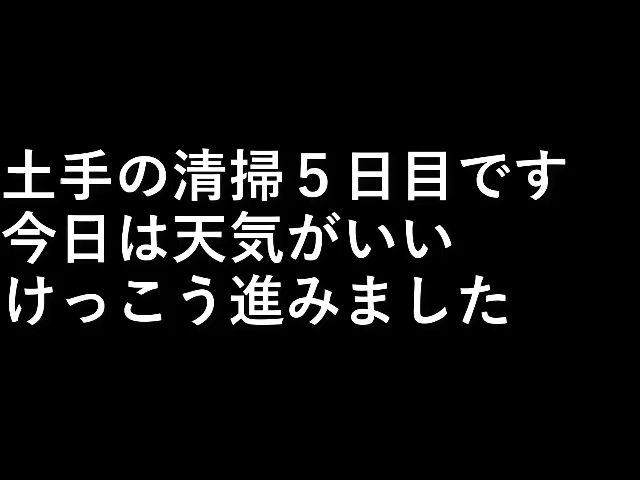 土手の清掃５日目です
今日は天気がいい
けっこう進みました